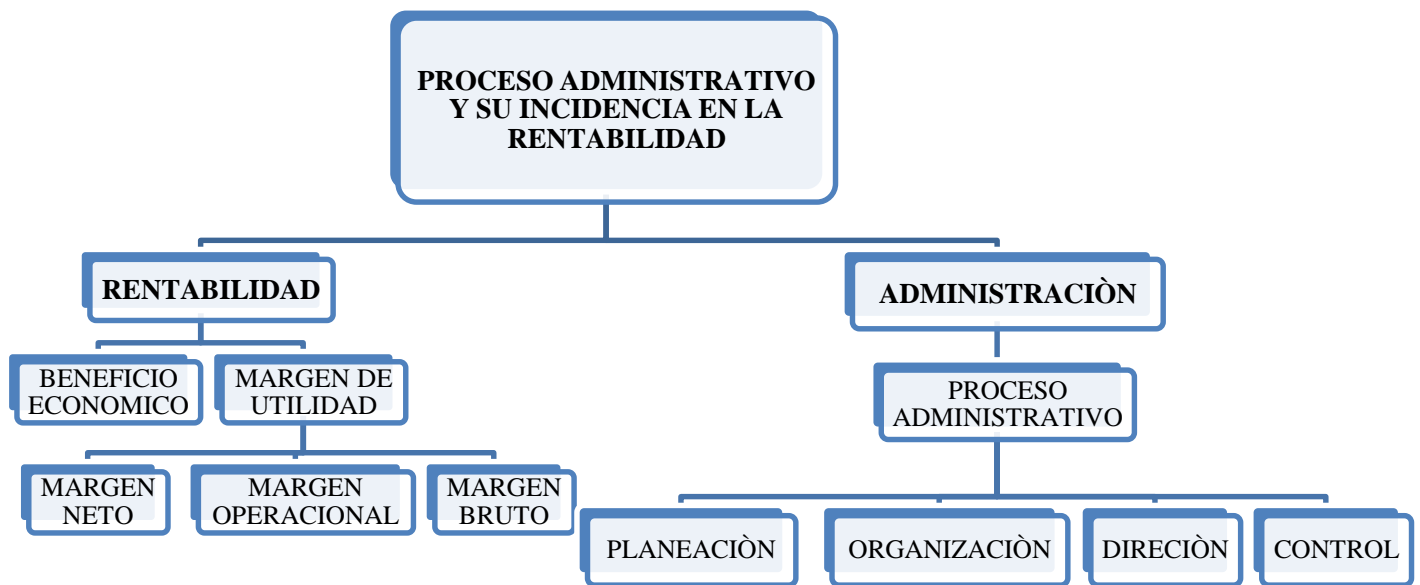 PROCESO ADMINISTRATIVO
Y SU INCIDENCIA EN LA
RENTABILIDAD
RENTABILIDAD
ADMINISTRACIÒN
BENEFICIO
ECONOMICO
MARGEN DE
UTILIDAD
PROCESO
ADMINISTRATIVO
MARGEN
NETO
MARGEN
OPERACIONAL
MARGEN
BRUTO
PLANEACIÒN
ORGANIZACIÒN
DIRECIÒN
CONTROL